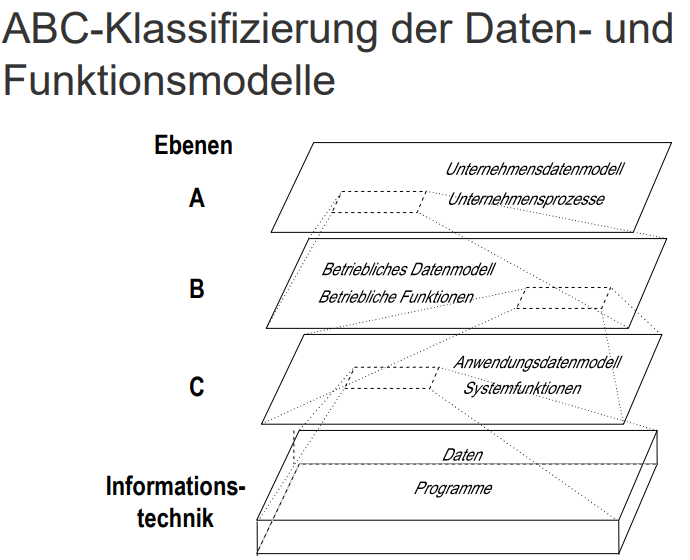 ABC-Klassifizierung der Daten- und
Funktionsmodelle
Ebenen
A
Unternehmensdatenmodell
Unternehmensprozesse
B
Betriebliches Datenmodell
Betriebliche Funktionen
C
Anwendungsdatenmodell
Systemfunktionen
Informations-
technik
Daten
Programme